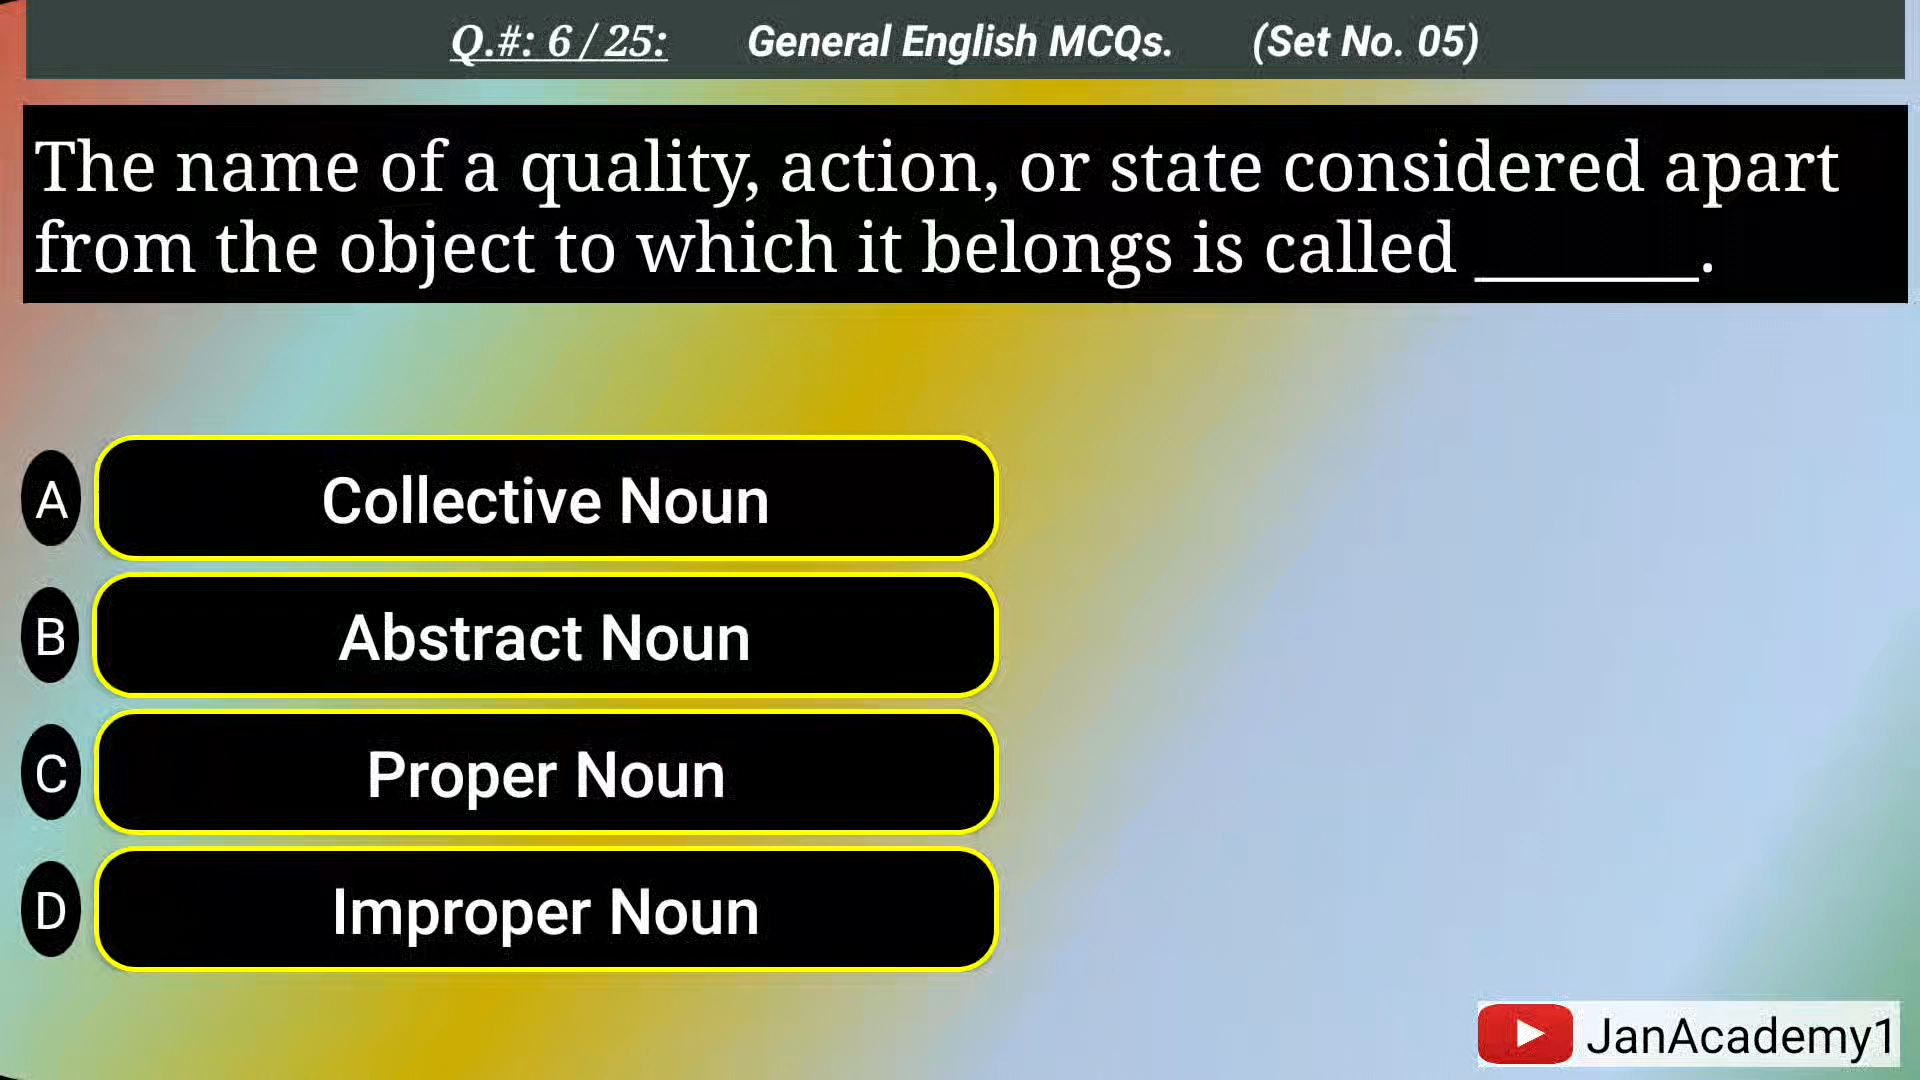 Q.#: 6 / 25: General English MCQs. (Set No. 05)
The name of a quality, action, or state considered apart
from the object to which it belongs is called ________.
A Collective Noun
B Abstract Noun
C Proper Noun
D Improper Noun
JanAcademy1